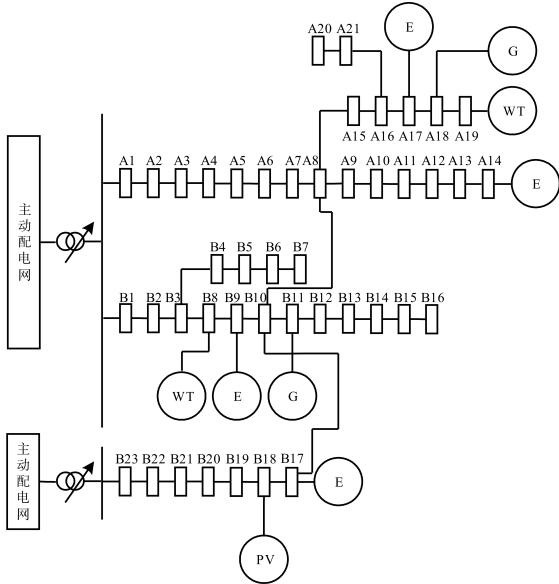 A20 A21
E
G
WT
A15 A16 A17 A18 A19
A1 A2 A3 A4 A5 A6 A7 A8 A9 A10 A11 A12 A13 A14
E
主动配电网
B4 B5 B6 B7
B1 B2 B3 B8 B9 B10 B11 B12 B13 B14 B15 B16
WT
E
G
主动配电网
B23 B22 B21 B20 B19 B18 B17
E
PV